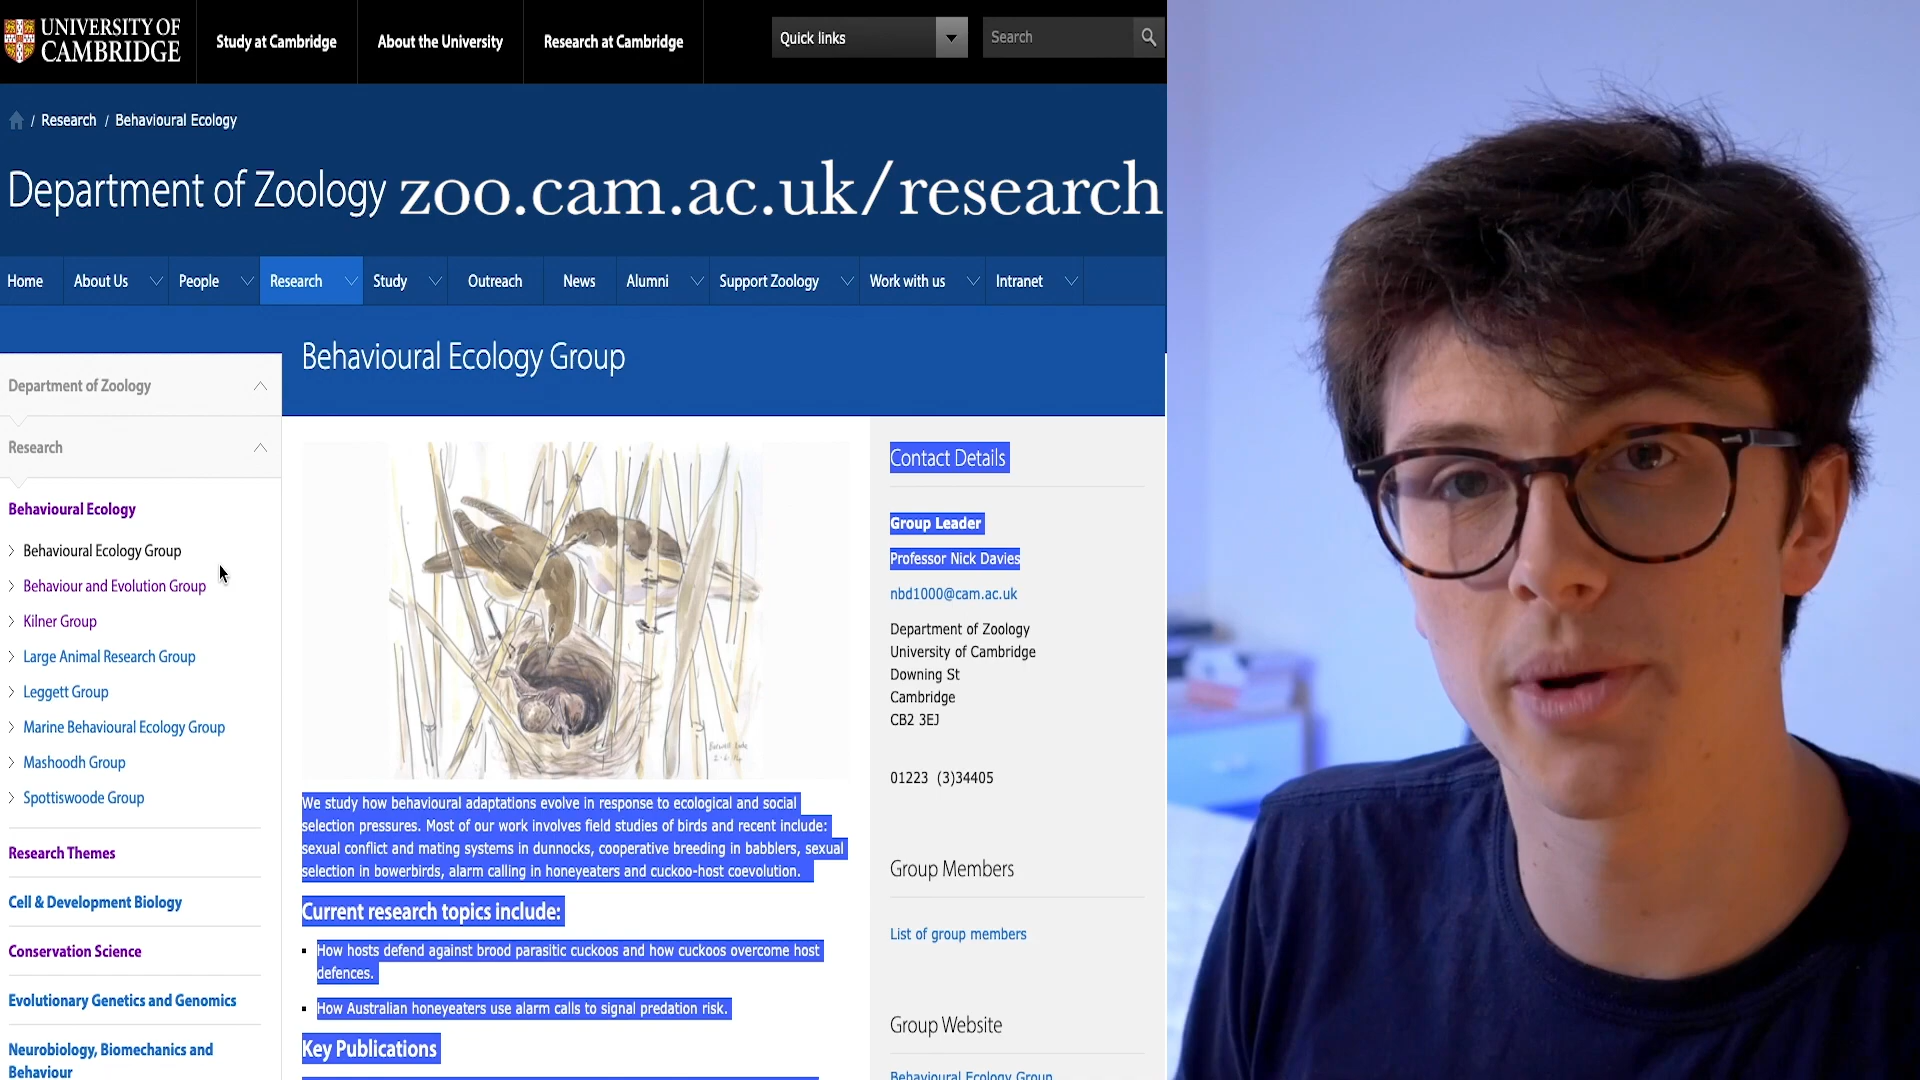 UNIVERSITY OF
CAMBRIDGE
Study at Cambridge
About the University
Research at Cambridge
Quick links
Search
/ Research / Behavioural Ecology
Department of Zoology
zoo.cam.ac.uk/research
Home
About Us
People
Research
Study
Outreach
News
Alumni
Support Zoology
Work with us
Intranet
Behavioural Ecology Group
Department of Zoology
Research
Behavioural Ecology
Behavioural Ecology Group
Behaviour and Evolution Group
Kilner Group
Large Animal Research Group
Leggett Group
Marine Behavioural Ecology Group
Mashoodh Group
Spottiswoode Group
Research Themes
Cell & Development Biology
Conservation Science
Evolutionary Genetics and Genomics
Neurobiology, Biomechanics and
Behaviour
We study how behavioural adaptations evolve in response to ecological and social
selection pressures. Most of our work involves field studies of birds and recent include:
sexual conflict and mating systems in dunnocks, cooperative breeding in babblers, sexual
selection in bowerbirds, alarm calling in honeyeaters and cuckoo-host coevolution.
Current research topics include:
How hosts defend against brood parasitic cuckoos and how cuckoos overcome host
defences.
How Australian honeyeaters use alarm calls to signal predation risk.
Key Publications
Contact Details
Group Leader
Professor Nick Davies
nbd1000@cam.ac.uk
Department of Zoology
University of Cambridge
Downing St
Cambridge
CB2 3EJ
01223 (3)34405
Group Members
List of group members
Group Website
Behavioural Ecology Group